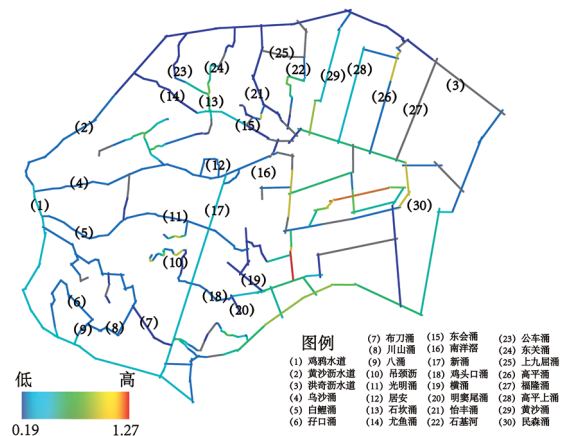 (25)
(23)
(24)
(22)
(29)
(28)
(3)
(14)
(13)
(21)
(26)
(27)
(2)
(15)
(12)
(16)
(4)
(1)
(11)
(17)
(30)
(5)
(10)
(19)
(6)
(18)
(20)
(9)
(8)
(7)
低 高
0.19 1.27
图例
(1) 鸡鸦水道
(2) 黄沙沥水道
(3) 洪奇沥水道
(4) 乌沙涌
(5) 白鲤涌
(6) 孖口涌
(7) 布刀涌
(8) 川山涌
(9) 八涌
(10) 吊颈沥
(11) 光明涌
(12) 居安
(13) 石坎涌
(14) 尤鱼涌
(15) 东会涌
(16) 南洋滘
(17) 新涌
(18) 鸡头口涌
(19) 横涌
(20) 明窦尾涌
(21) 怡丰涌
(22) 石基河
(23) 公车涌
(24) 东关涌
(25) 上九屈涌
(26) 高平涌
(27) 福隆涌
(28) 高平上涌
(29) 黄沙涌
(30) 民森涌